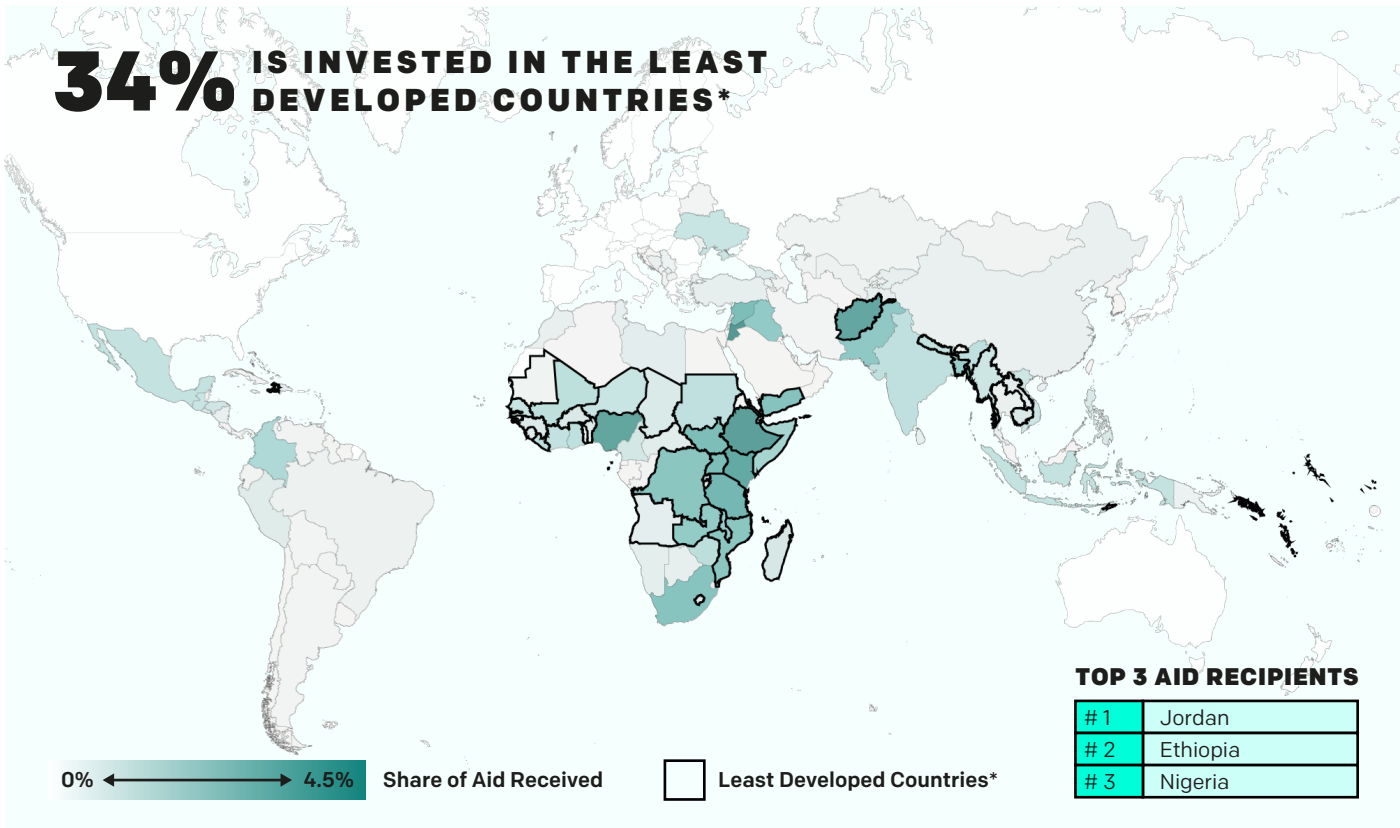 34% IS INVESTED IN THE LEAST
DEVELOPED COUNTRIES*
TOP 3 AID RECIPIENTS
# 1 Jordan
# 2 Ethiopia
# 3 Nigeria
0% 4.5% Share of Aid Received
Least Developed Countries*